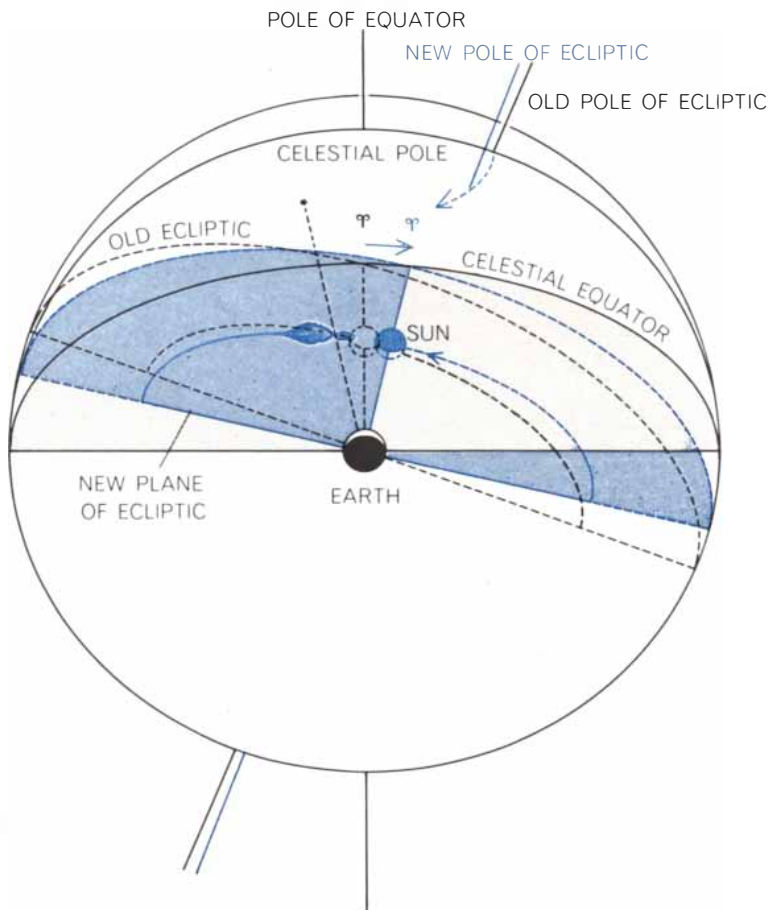 POLE OF EQUATOR
NEW POLE OF ECLIPTIC
OLD POLE OF ECLIPTIC
CELESTIAL POLE
♈ ♈
OLD ECLIPTIC
CELESTIAL EQUATOR
SUN
NEW PLANE
OF ECLIPTIC
EARTH